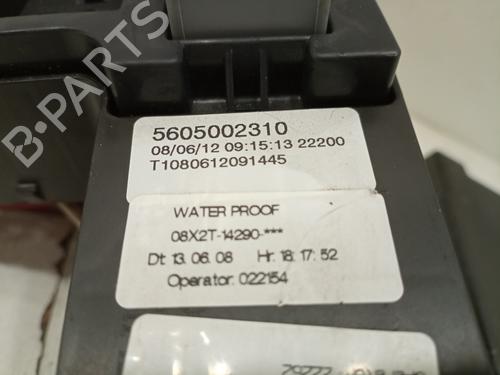 B-PARTS
5605002310
08/06/12 09:15:13 22200
T1080612091445
WATER PROOF
08X2T-14290-***
Dt: 13. 06. 08 Hr: 18: 17: 52
Operator: 022154